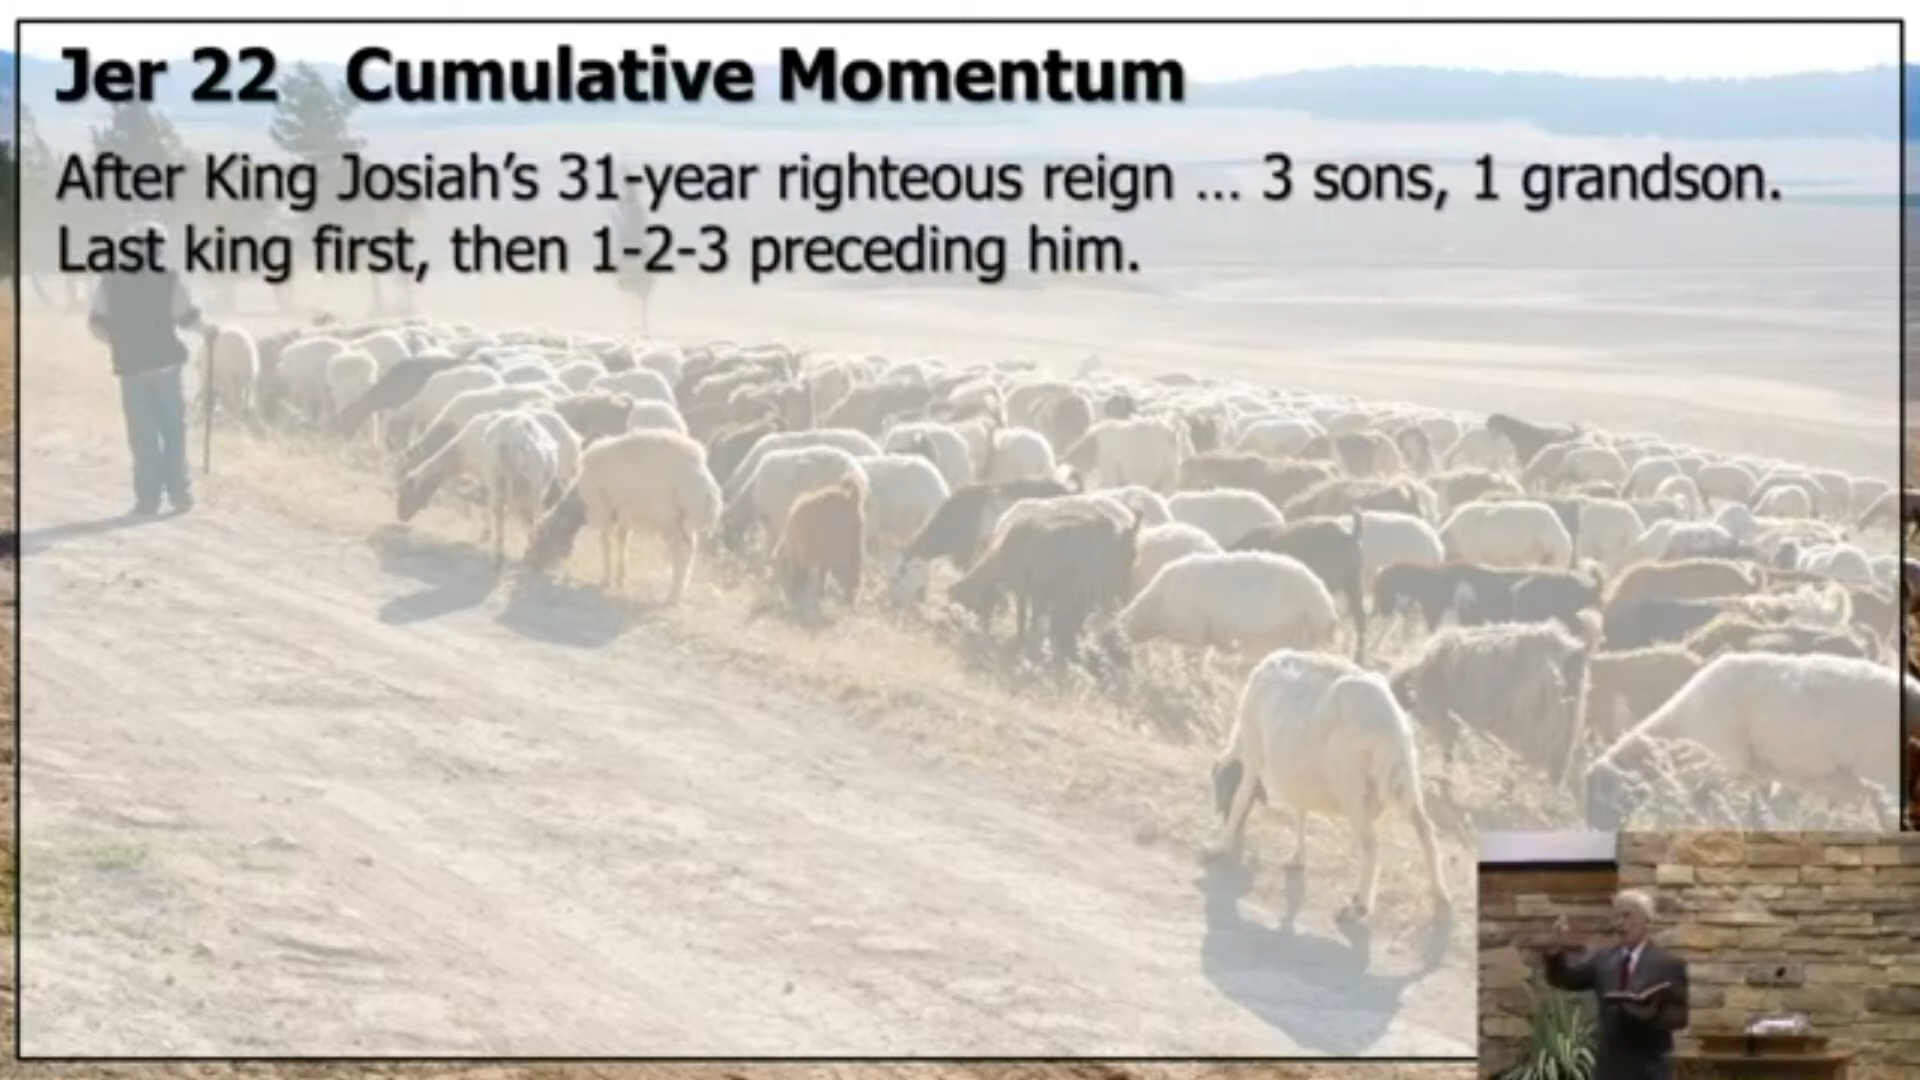 Jer 22 Cumulative Momentum
After King Josiah’s 31-year righteous reign ... 3 sons, 1 grandson.
Last king first, then 1-2-3 preceding him.